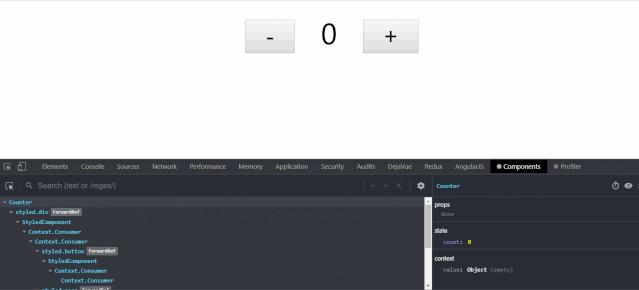 - 0 +
Elements Console Sources Network Performance Memory Application Security Audits DejaVue Redux AngularJS Components Profiler
Search (text or /regex/)
Counter
Counter
styled.div ForwardRef
StyledComponent
Context.Consumer
Context.Consumer
styled.button ForwardRef
StyledComponent
Context.Consumer
Context.Consumer
props
None
state
count: 0
context
value: Object (empty)